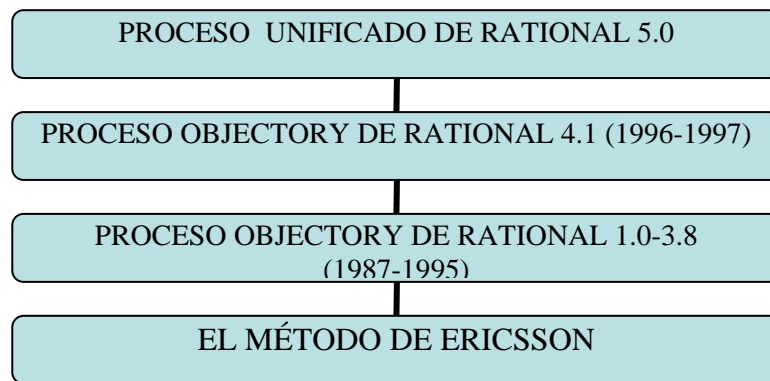 PROCESO UNIFICADO DE RATIONAL 5.0
PROCESO OBJECTORY DE RATIONAL 4.1 (1996-1997)
PROCESO OBJECTORY DE RATIONAL 1.0-3.8
(1987-1995)
EL MÉTODO DE ERICSSON